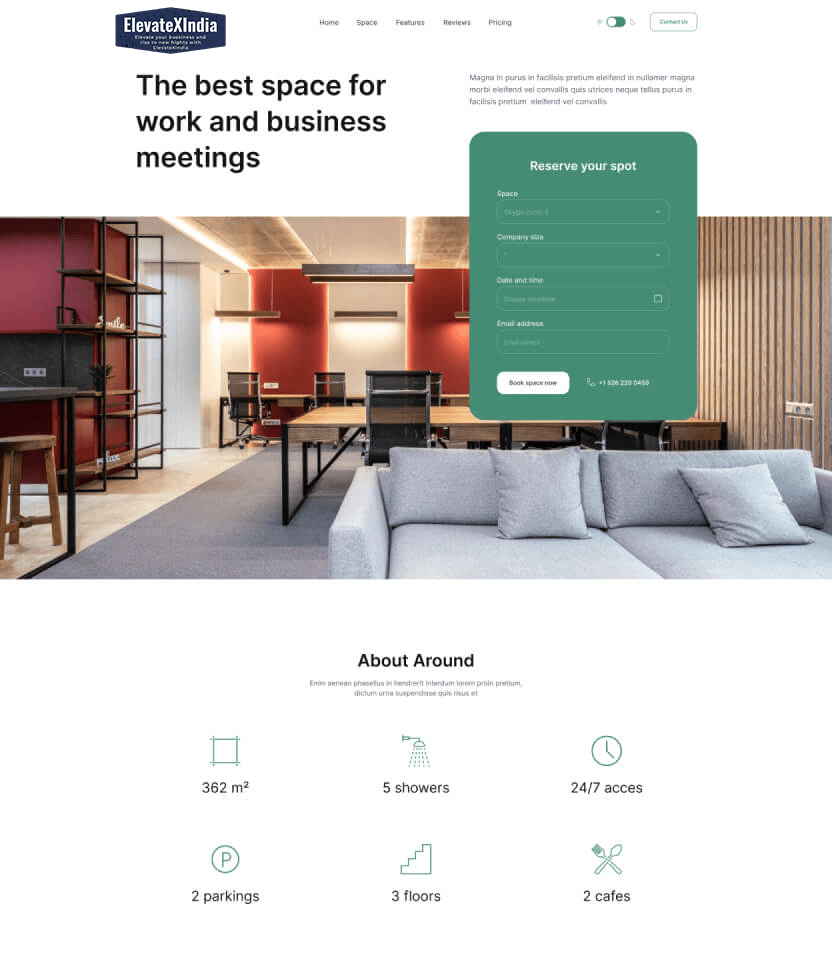 ElevateXIndia
Elevate your bussiness and
rise to new hights with
ElevateXIndia
Home Space Features Reviews Pricing
Contact Us
The best space for
work and business
meetings
Magna in purus in facilisis pretium eleifend in nullamer magna
morbi eleifend vel convallis quis utrices neque tellus purus in
facilisis pretium eleifend vel convallis
Reserve your spot
Space
Skype room 1
Company size
1
Date and time
Choose date/time
Email address
Email adress
Book space now
+1 526 220 0459
Smile
About Around
Enim aenean phasellus in hendrerit interdum lorem proin pretium,
dictum urna suspendisse quis risus et
362 m²
5 showers
24/7 acces
P
2 parkings
3 floors
2 cafes